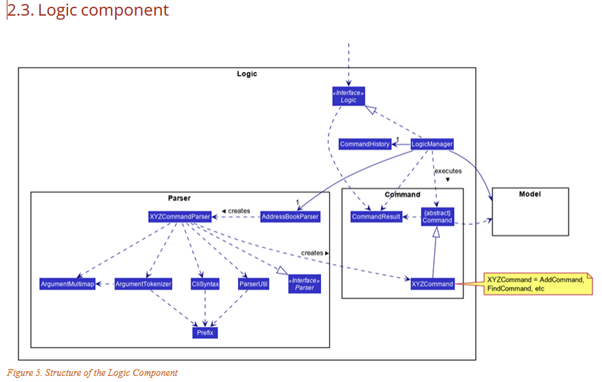 2.3. Logic component
Logic
«Interface»
Logic
CommandHistory
1
LogicManager
executes
Parser
Command
Model
1
XYZCommandParser
creates
AddressBookParser
CommandResult
{abstract}
Command
creates
ArgumentMultimap
ArgumentTokenizer
CliSyntax
ParserUtil
«Interface»
Parser
XYZCommand
XYZCommand = AddCommand,
FindCommand, etc
Prefix
Figure 5. Structure of the Logic Component